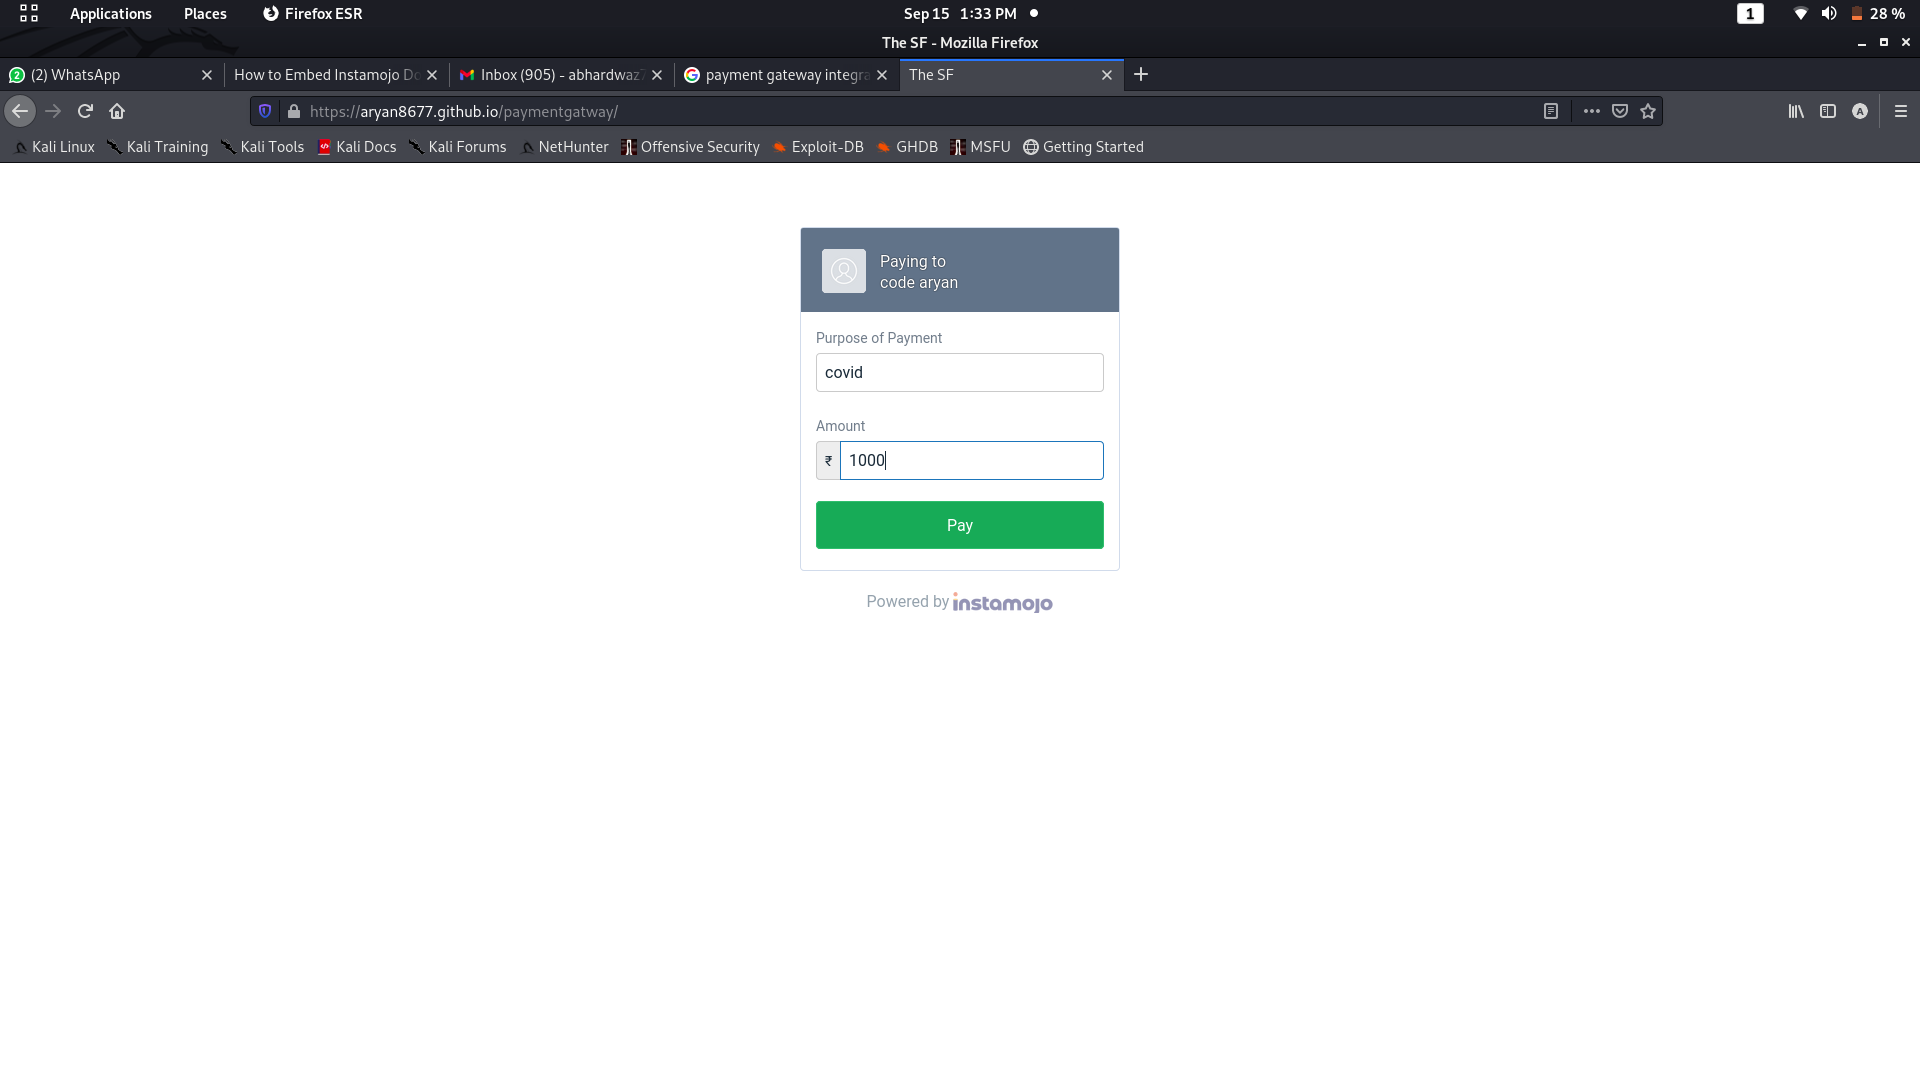 Applications Places Firefox ESR Sep 15 1:33 PM 1 28 %
The SF - Mozilla Firefox
(2) WhatsApp How to Embed Instamojo Do Inbox (905) - abhardwaz7 payment gateway integra The SF
https://aryan8677.github.io/paymentgatway/
Kali Linux Kali Training Kali Tools Kali Docs Kali Forums NetHunter Offensive Security Exploit-DB GHDB MSFU Getting Started
Paying to
code aryan
Purpose of Payment
covid
Amount
₹ 1000
Pay
Powered by instamojo